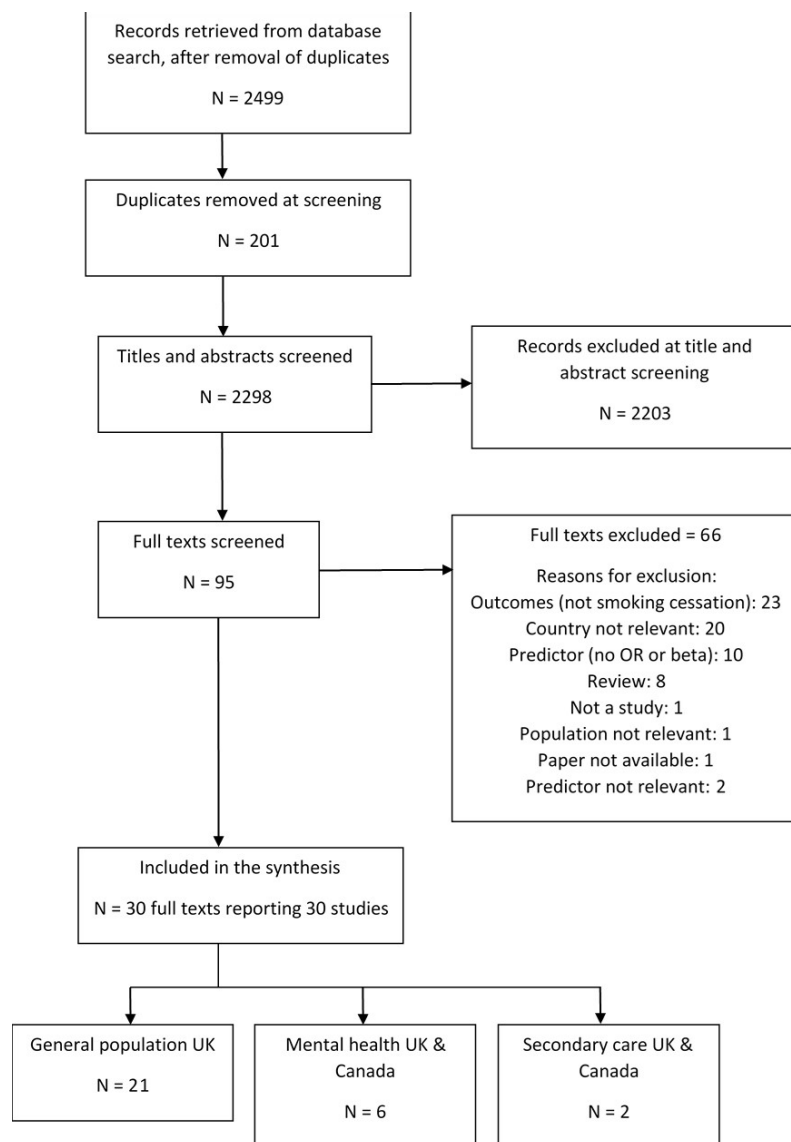 Records retrieved from database
search, after removal of duplicates
N = 2499
Duplicates removed at screening
N = 201
Titles and abstracts screened
N = 2298
Records excluded at title and
abstract screening
N = 2203
Full texts screened
N = 95
Full texts excluded = 66
Reasons for exclusion:
Outcomes (not smoking cessation): 23
Country not relevant: 20
Predictor (no OR or beta): 10
Review: 8
Not a study: 1
Population not relevant: 1
Paper not available: 1
Predictor not relevant: 2
Included in the synthesis
N = 30 full texts reporting 30 studies
General population UK
N = 21
Mental health UK &
Canada
N = 6
Secondary care UK &
Canada
N = 2